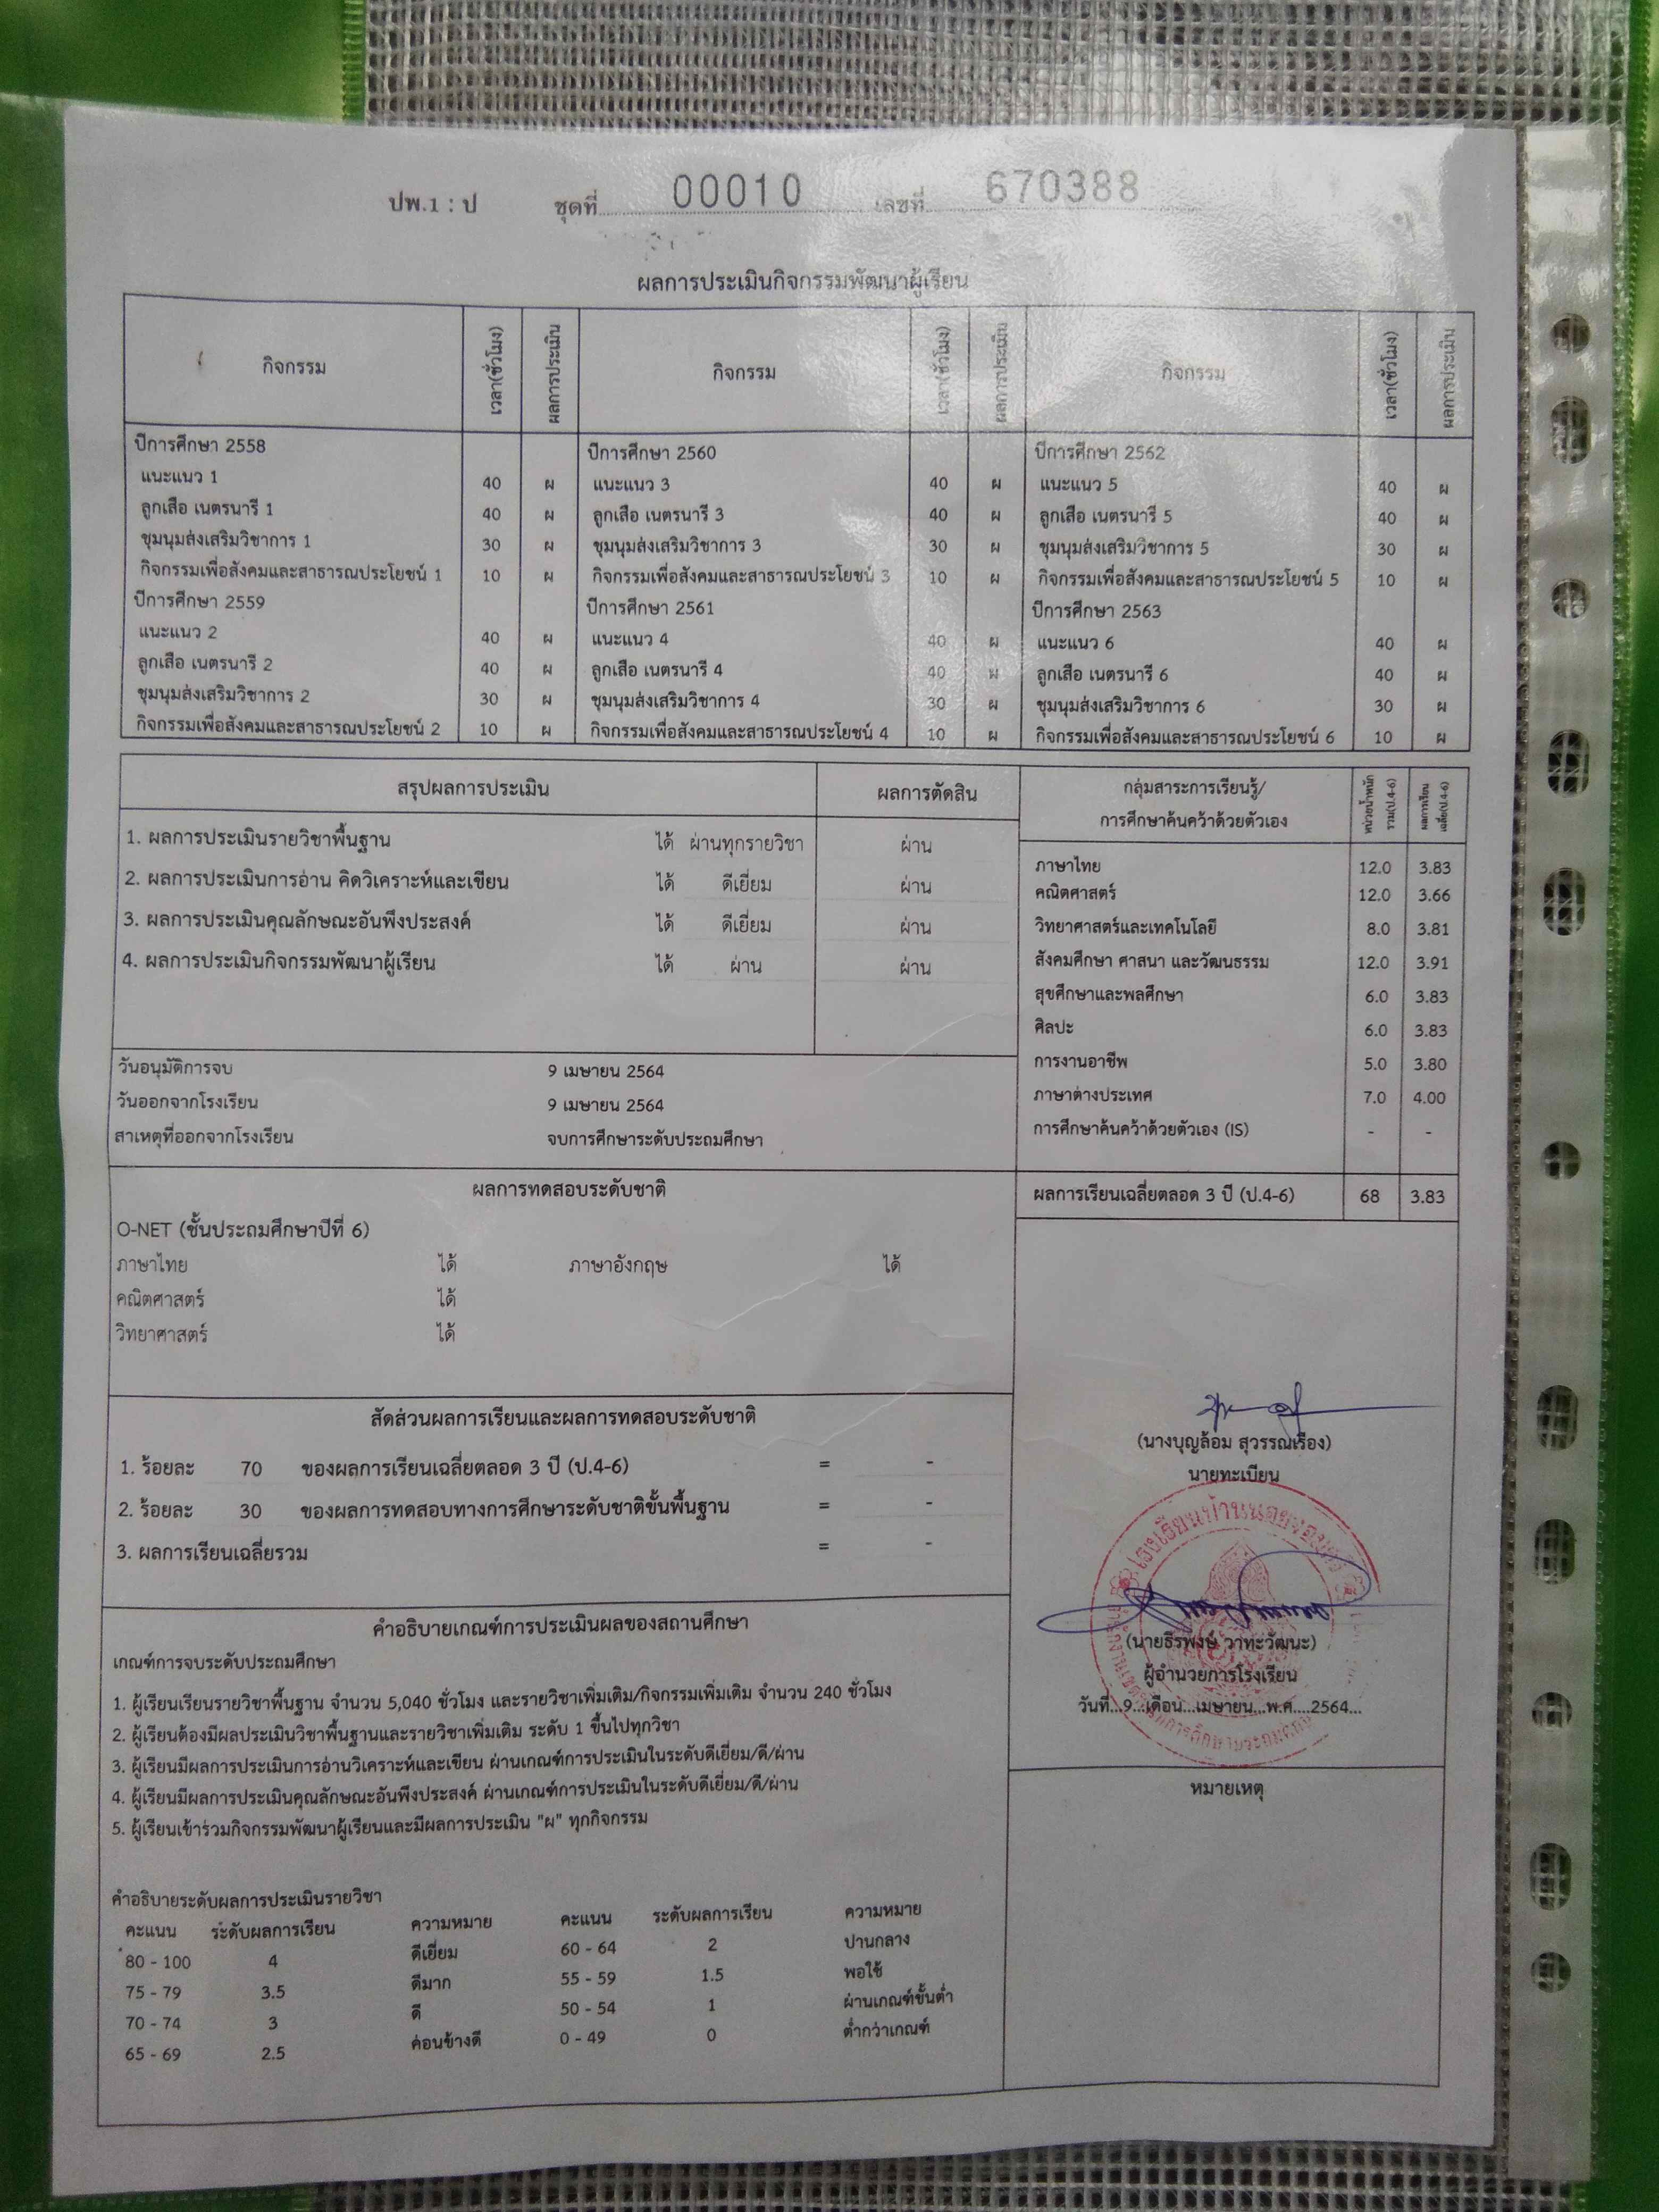 ปพ.1 : ป ชุดที่ 00010 เลขที่ 670388
ผลการประเมินกิจกรรมพัฒนาผู้เรียน
กิจกรรม เวลา(ชั่วโมง) ผลการประเมิน กิจกรรม เวลา(ชั่วโมง) ผลการประเมิน กิจกรรม เวลา(ชั่วโมง) ผลการประเมิน
ปีการศึกษา 2558 ปีการศึกษา 2560 ปีการศึกษา 2562
แนะแนว 1 40 ผ แนะแนว 3 40 ผ แนะแนว 5 40 ผ
ลูกเสือ เนตรนารี 1 40 ผ ลูกเสือ เนตรนารี 3 40 ผ ลูกเสือ เนตรนารี 5 40 ผ
ชุมนุมส่งเสริมวิชาการ 1 30 ผ ชุมนุมส่งเสริมวิชาการ 3 30 ผ ชุมนุมส่งเสริมวิชาการ 5 30 ผ
กิจกรรมเพื่อสังคมและสาธารณประโยชน์ 1 10 ผ กิจกรรมเพื่อสังคมและสาธารณประโยชน์ 3 10 ผ กิจกรรมเพื่อสังคมและสาธารณประโยชน์ 5 10 ผ
ปีการศึกษา 2559 ปีการศึกษา 2561 ปีการศึกษา 2563
แนะแนว 2 40 ผ แนะแนว 4 40 ผ แนะแนว 6 40 ผ
ลูกเสือ เนตรนารี 2 40 ผ ลูกเสือ เนตรนารี 4 40 ผ ลูกเสือ เนตรนารี 6 40 ผ
ชุมนุมส่งเสริมวิชาการ 2 30 ผ ชุมนุมส่งเสริมวิชาการ 4 30 ผ ชุมนุมส่งเสริมวิชาการ 6 30 ผ
กิจกรรมเพื่อสังคมและสาธารณประโยชน์ 2 10 ผ กิจกรรมเพื่อสังคมและสาธารณประโยชน์ 4 10 ผ กิจกรรมเพื่อสังคมและสาธารณประโยชน์ 6 10 ผ
สรุปผลการประเมิน ผลการตัดสิน
1. ผลการประเมินรายวิชาพื้นฐาน ได้ ผ่านทุกรายวิชา ผ่าน
2. ผลการประเมินการอ่าน คิดวิเคราะห์และเขียน ได้ ดีเยี่ยม ผ่าน
3. ผลการประเมินคุณลักษณะอันพึงประสงค์ ได้ ดีเยี่ยม ผ่าน
4. ผลการประเมินกิจกรรมพัฒนาผู้เรียน ได้ ผ่าน ผ่าน
วันอนุมัติการจบ 9 เมษายน 2564
วันออกจากโรงเรียน 9 เมษายน 2564
สาเหตุที่ออกจากโรงเรียน จบการศึกษาระดับประถมศึกษา
กลุ่มสาระการเรียนรู้/
การศึกษาค้นคว้าด้วยตัวเอง
หน่วยน้ำหนัก
รวม(ป.4-6)
ผลการเรียน
เฉลี่ย(ป.4-6)
ภาษาไทย 12.0 3.83
คณิตศาสตร์ 12.0 3.66
วิทยาศาสตร์และเทคโนโลยี 8.0 3.81
สังคมศึกษา ศาสนา และวัฒนธรรม 12.0 3.91
สุขศึกษาและพลศึกษา 6.0 3.83
ศิลปะ 6.0 3.83
การงานอาชีพ 5.0 3.80
ภาษาต่างประเทศ 7.0 4.00
การศึกษาค้นคว้าด้วยตัวเอง (IS) - -
ผลการเรียนเฉลี่ยตลอด 3 ปี (ป.4-6) 68 3.83
ผลการทดสอบระดับชาติ
O-NET (ชั้นประถมศึกษาปีที่ 6)
ภาษาไทย ได้ ภาษาอังกฤษ ได้
คณิตศาสตร์ ได้
วิทยาศาสตร์ ได้
สัดส่วนผลการเรียนและผลการทดสอบระดับชาติ
1. ร้อยละ 70 ของผลการเรียนเฉลี่ยตลอด 3 ปี (ป.4-6) = -
2. ร้อยละ 30 ของผลการทดสอบทางการศึกษาระดับชาติขั้นพื้นฐาน = -
3. ผลการเรียนเฉลี่ยรวม = -
(นางบุญล้อม สุวรรณเรือง)
นายทะเบียน
(นายธีรพงษ์ วาทะวัฒนะ)
ผู้อำนวยการโรงเรียน
วันที่...9...เดือน...เมษายน...พ.ศ....2564...
หมายเหตุ
คำอธิบายเกณฑ์การประเมินผลของสถานศึกษา
เกณฑ์การจบระดับประถมศึกษา
1. ผู้เรียนเรียนรายวิชาพื้นฐาน จำนวน 5,040 ชั่วโมง และรายวิชาเพิ่มเติม/กิจกรรมเพิ่มเติม จำนวน 240 ชั่วโมง
2. ผู้เรียนต้องมีผลประเมินวิชาพื้นฐานและรายวิชาเพิ่มเติม ระดับ 1 ขึ้นไปทุกวิชา
3. ผู้เรียนมีผลการประเมินการอ่านวิเคราะห์และเขียน ผ่านเกณฑ์การประเมินในระดับดีเยี่ยม/ดี/ผ่าน
4. ผู้เรียนมีผลการประเมินคุณลักษณะอันพึงประสงค์ ผ่านเกณฑ์การประเมินในระดับดีเยี่ยม/ดี/ผ่าน
5. ผู้เรียนเข้าร่วมกิจกรรมพัฒนาผู้เรียนและมีผลการประเมิน "ผ" ทุกกิจกรรม
คำอธิบายระดับผลการประเมินรายวิชา
คะแนน ระดับผลการเรียน ความหมาย คะแนน ระดับผลการเรียน ความหมาย
80 - 100 4 ดีเยี่ยม 60 - 64 2 ปานกลาง
75 - 79 3.5 ดีมาก 55 - 59 1.5 พอใช้
70 - 74 3 ดี 50 - 54 1 ผ่านเกณฑ์ขั้นต่ำ
65 - 69 2.5 ค่อนข้างดี 0 - 49 0 ต่ำกว่าเกณฑ์